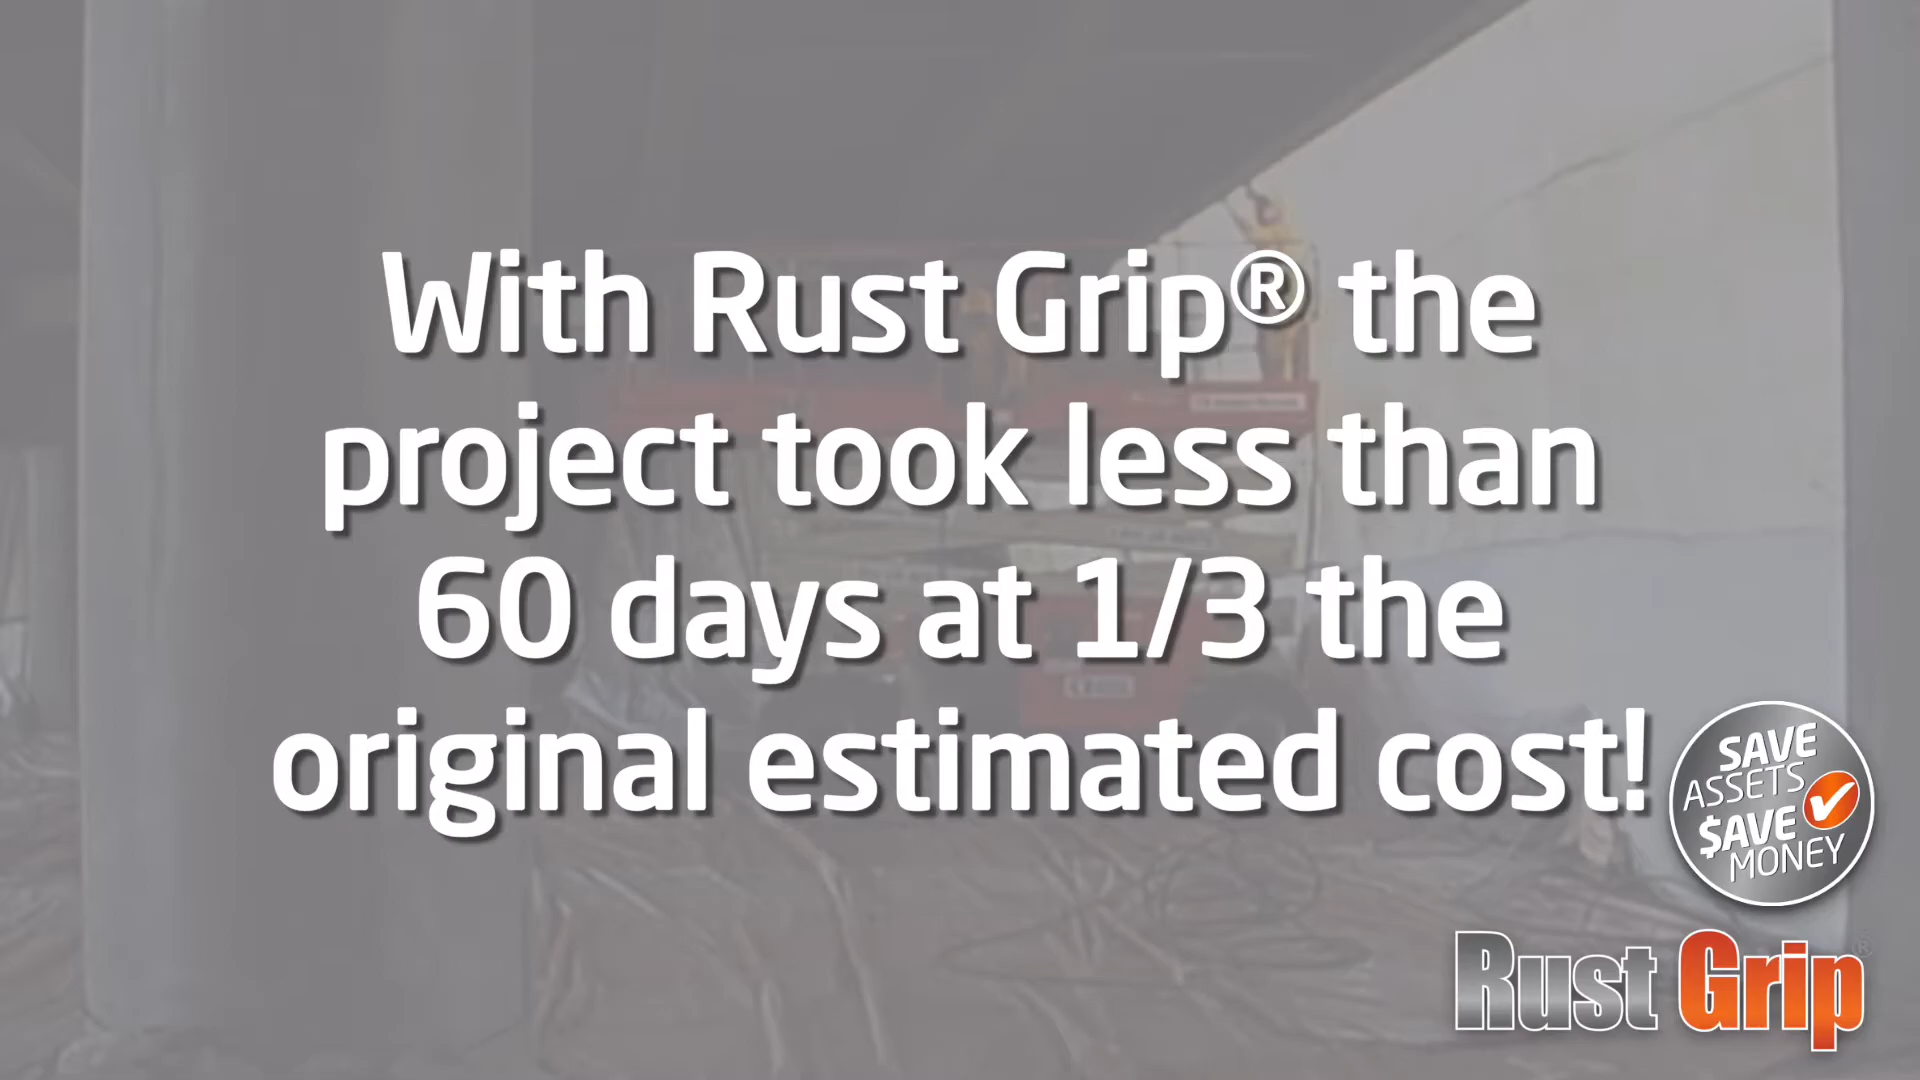 With Rust Grip® the
project took less than
60 days at 1/3 the
original estimated cost!
SAVE
ASSETS
$AVE
MONEY
Rust Grip®